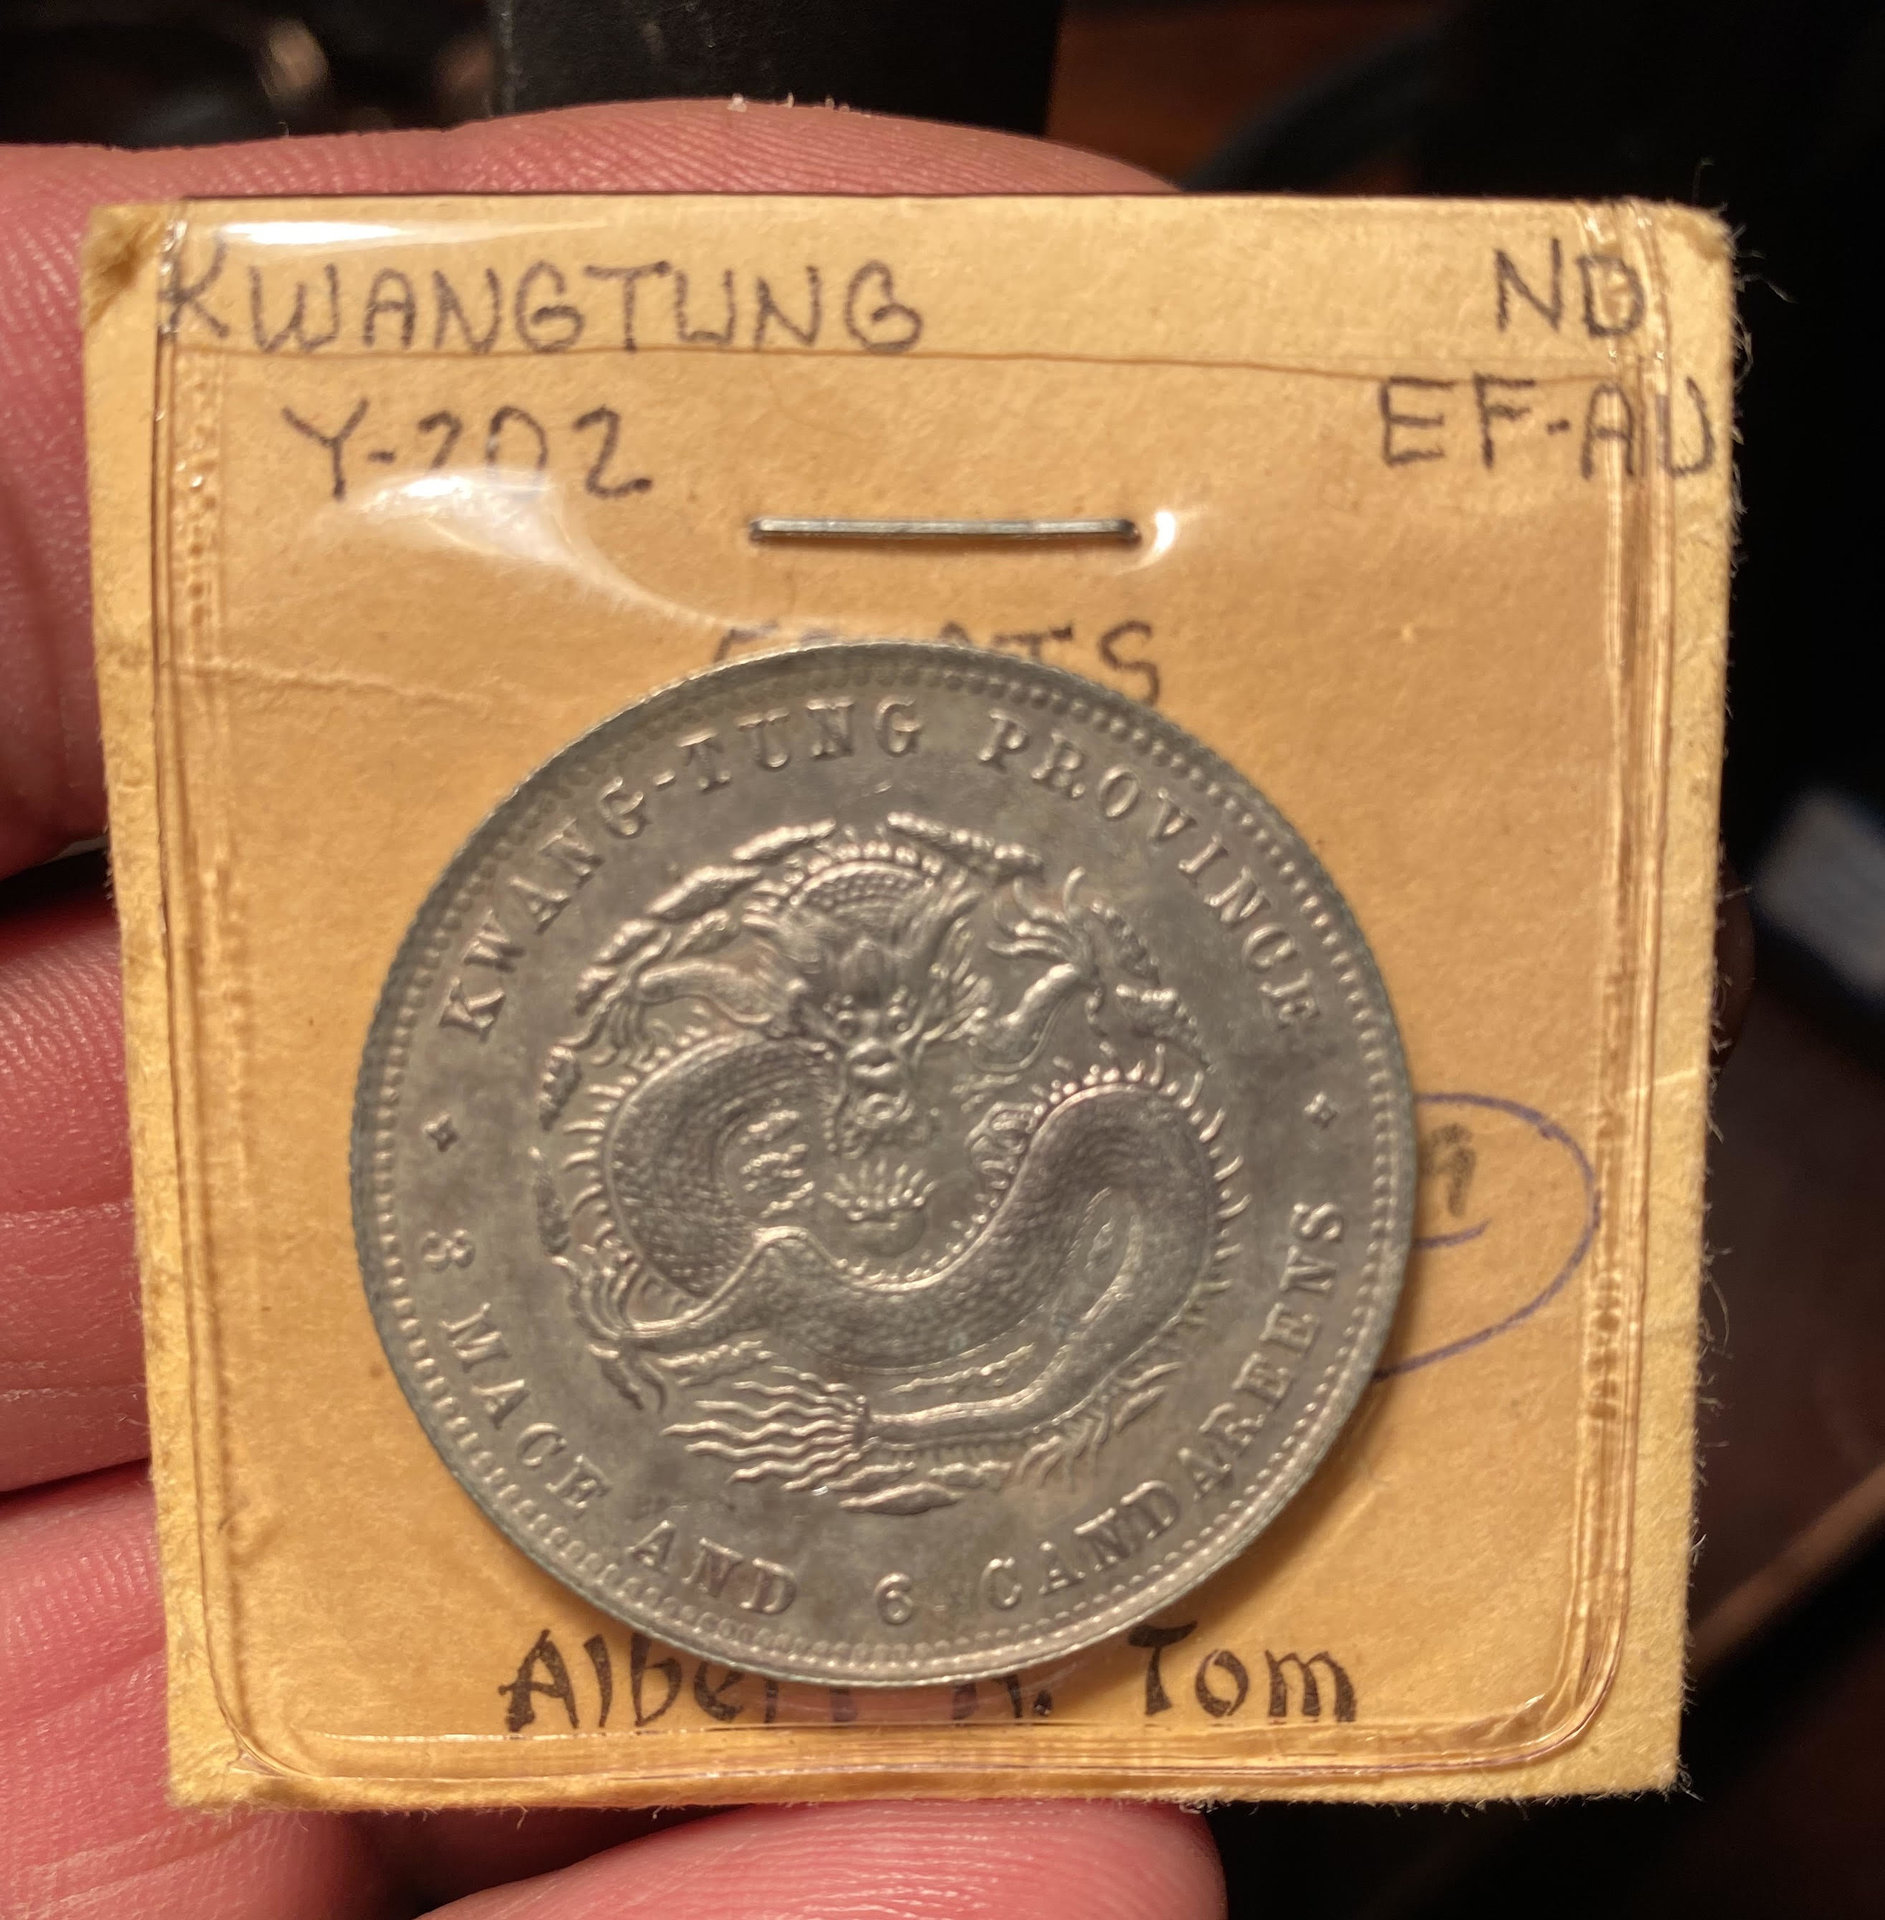 KWANGTUNG ND
Y-202 EF-AU
KWANG-TUNG PROVINCE
3 MACE AND 6 CANDAREENS
Tom